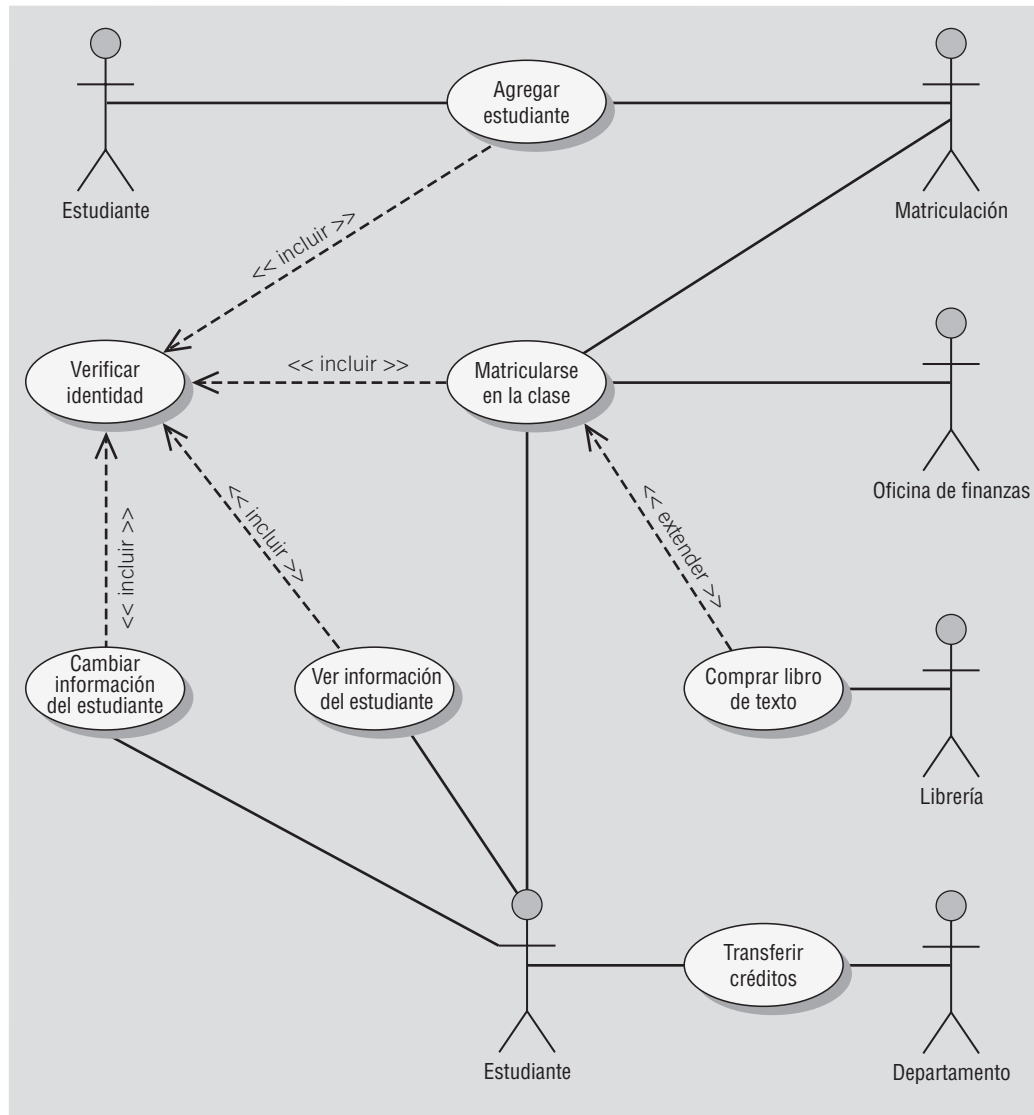 Agregar
estudiante
Estudiante
Matriculación
<< incluir >>
Verificar
identidad
<< incluir >>
Matricularse
en la clase
Oficina de finanzas
<< incluir >>
<< incluir >>
<< extender >>
Cambiar
información
del estudiante
Ver información
del estudiante
Comprar libro
de texto
Librería
Transferir
créditos
Estudiante
Departamento